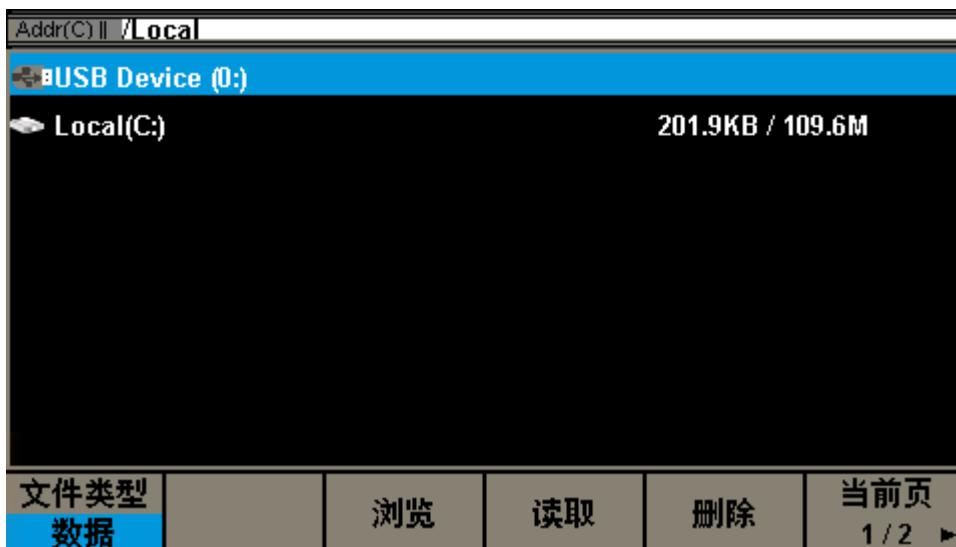 Addr(C) /Local
USB Device (0:)
Local(C:) 201.9KB / 109.6M
文件类型 浏览 读取 删除 当前页
数据 1 / 2